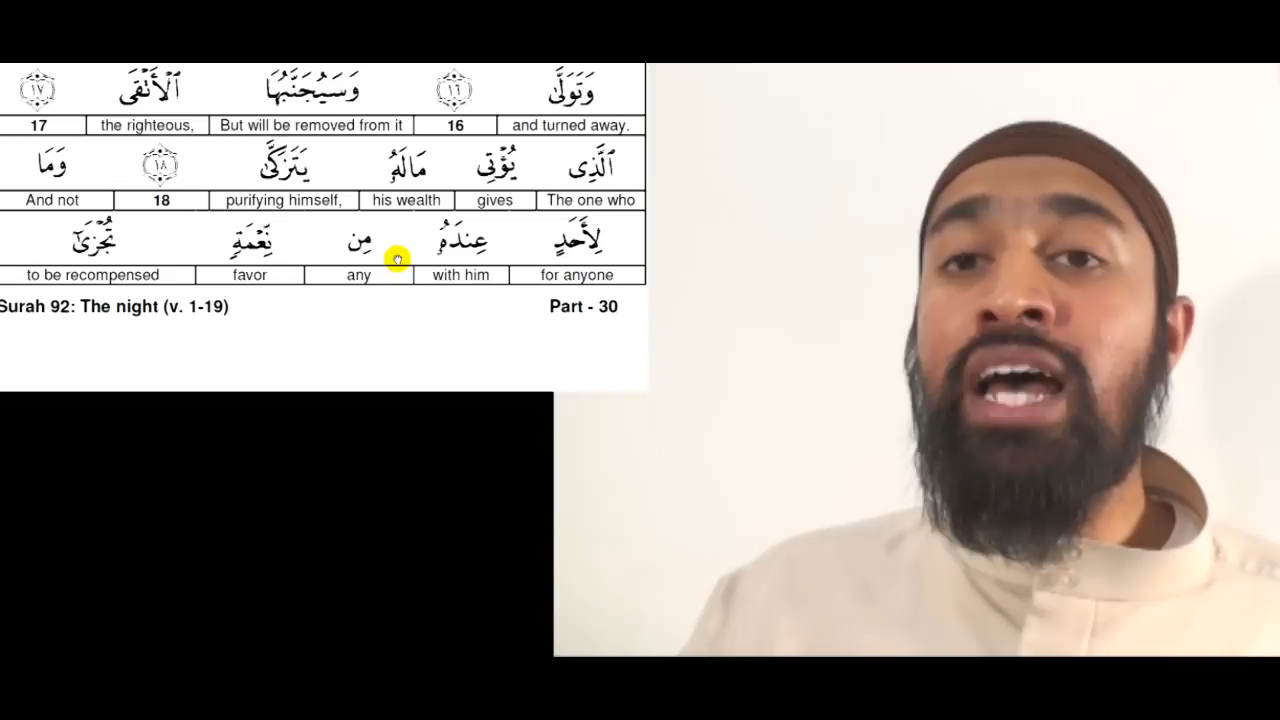 وَتَوَلَّىٰ ١٦ وَسَيُجَنَّبُهَا ٱلْأَتْقَى ١٧
and turned away. 16 But will be removed from it the righteous, 17
ٱلَّذِى يُؤْتِى مَالَهُۥ يَتَزَكَّىٰ ١٨ وَمَا
The one who gives his wealth purifying himself, 18 And not
لِأَحَدٍ عِندَهُۥ مِن نِّعْمَةٍ تُجْزَىٰٓ
for anyone with him any favor to be recompensed
Surah 92: The night (v. 1-19) Part - 30